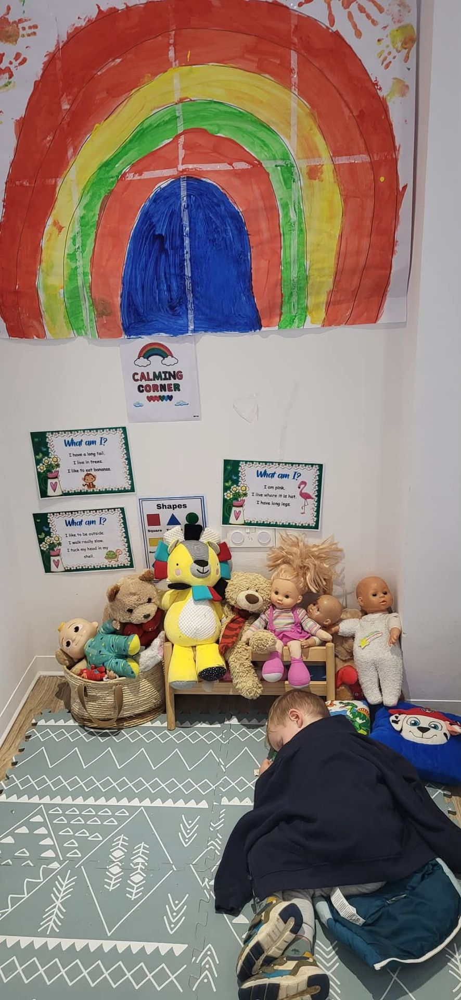 CALMING
CORNER
What am I?
I have a long tail.
I live in trees.
I like to eat bananas.
What am I?
I am pink.
I live where it is hot.
I have long legs.
What am I?
I like to be outside.
I walk really slow.
I tuck my head in my
shell.
Shapes
Square